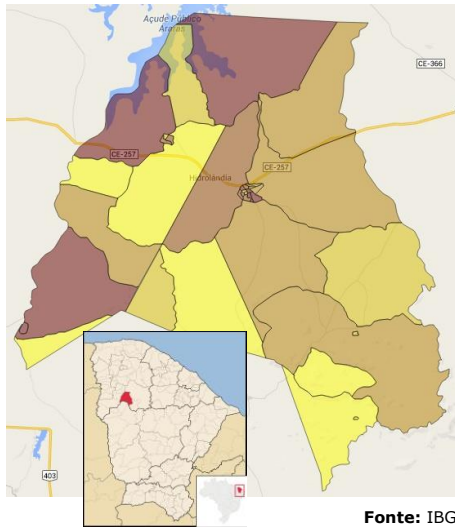 Açude Público
Araras
CE-366
CE-257
CE-257
Hidrolândia
403
Fonte: IBG